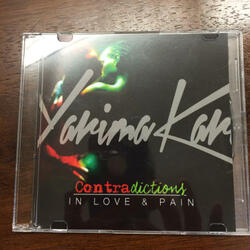 Yarima Kar
Contradictions
IN LOVE & PAIN